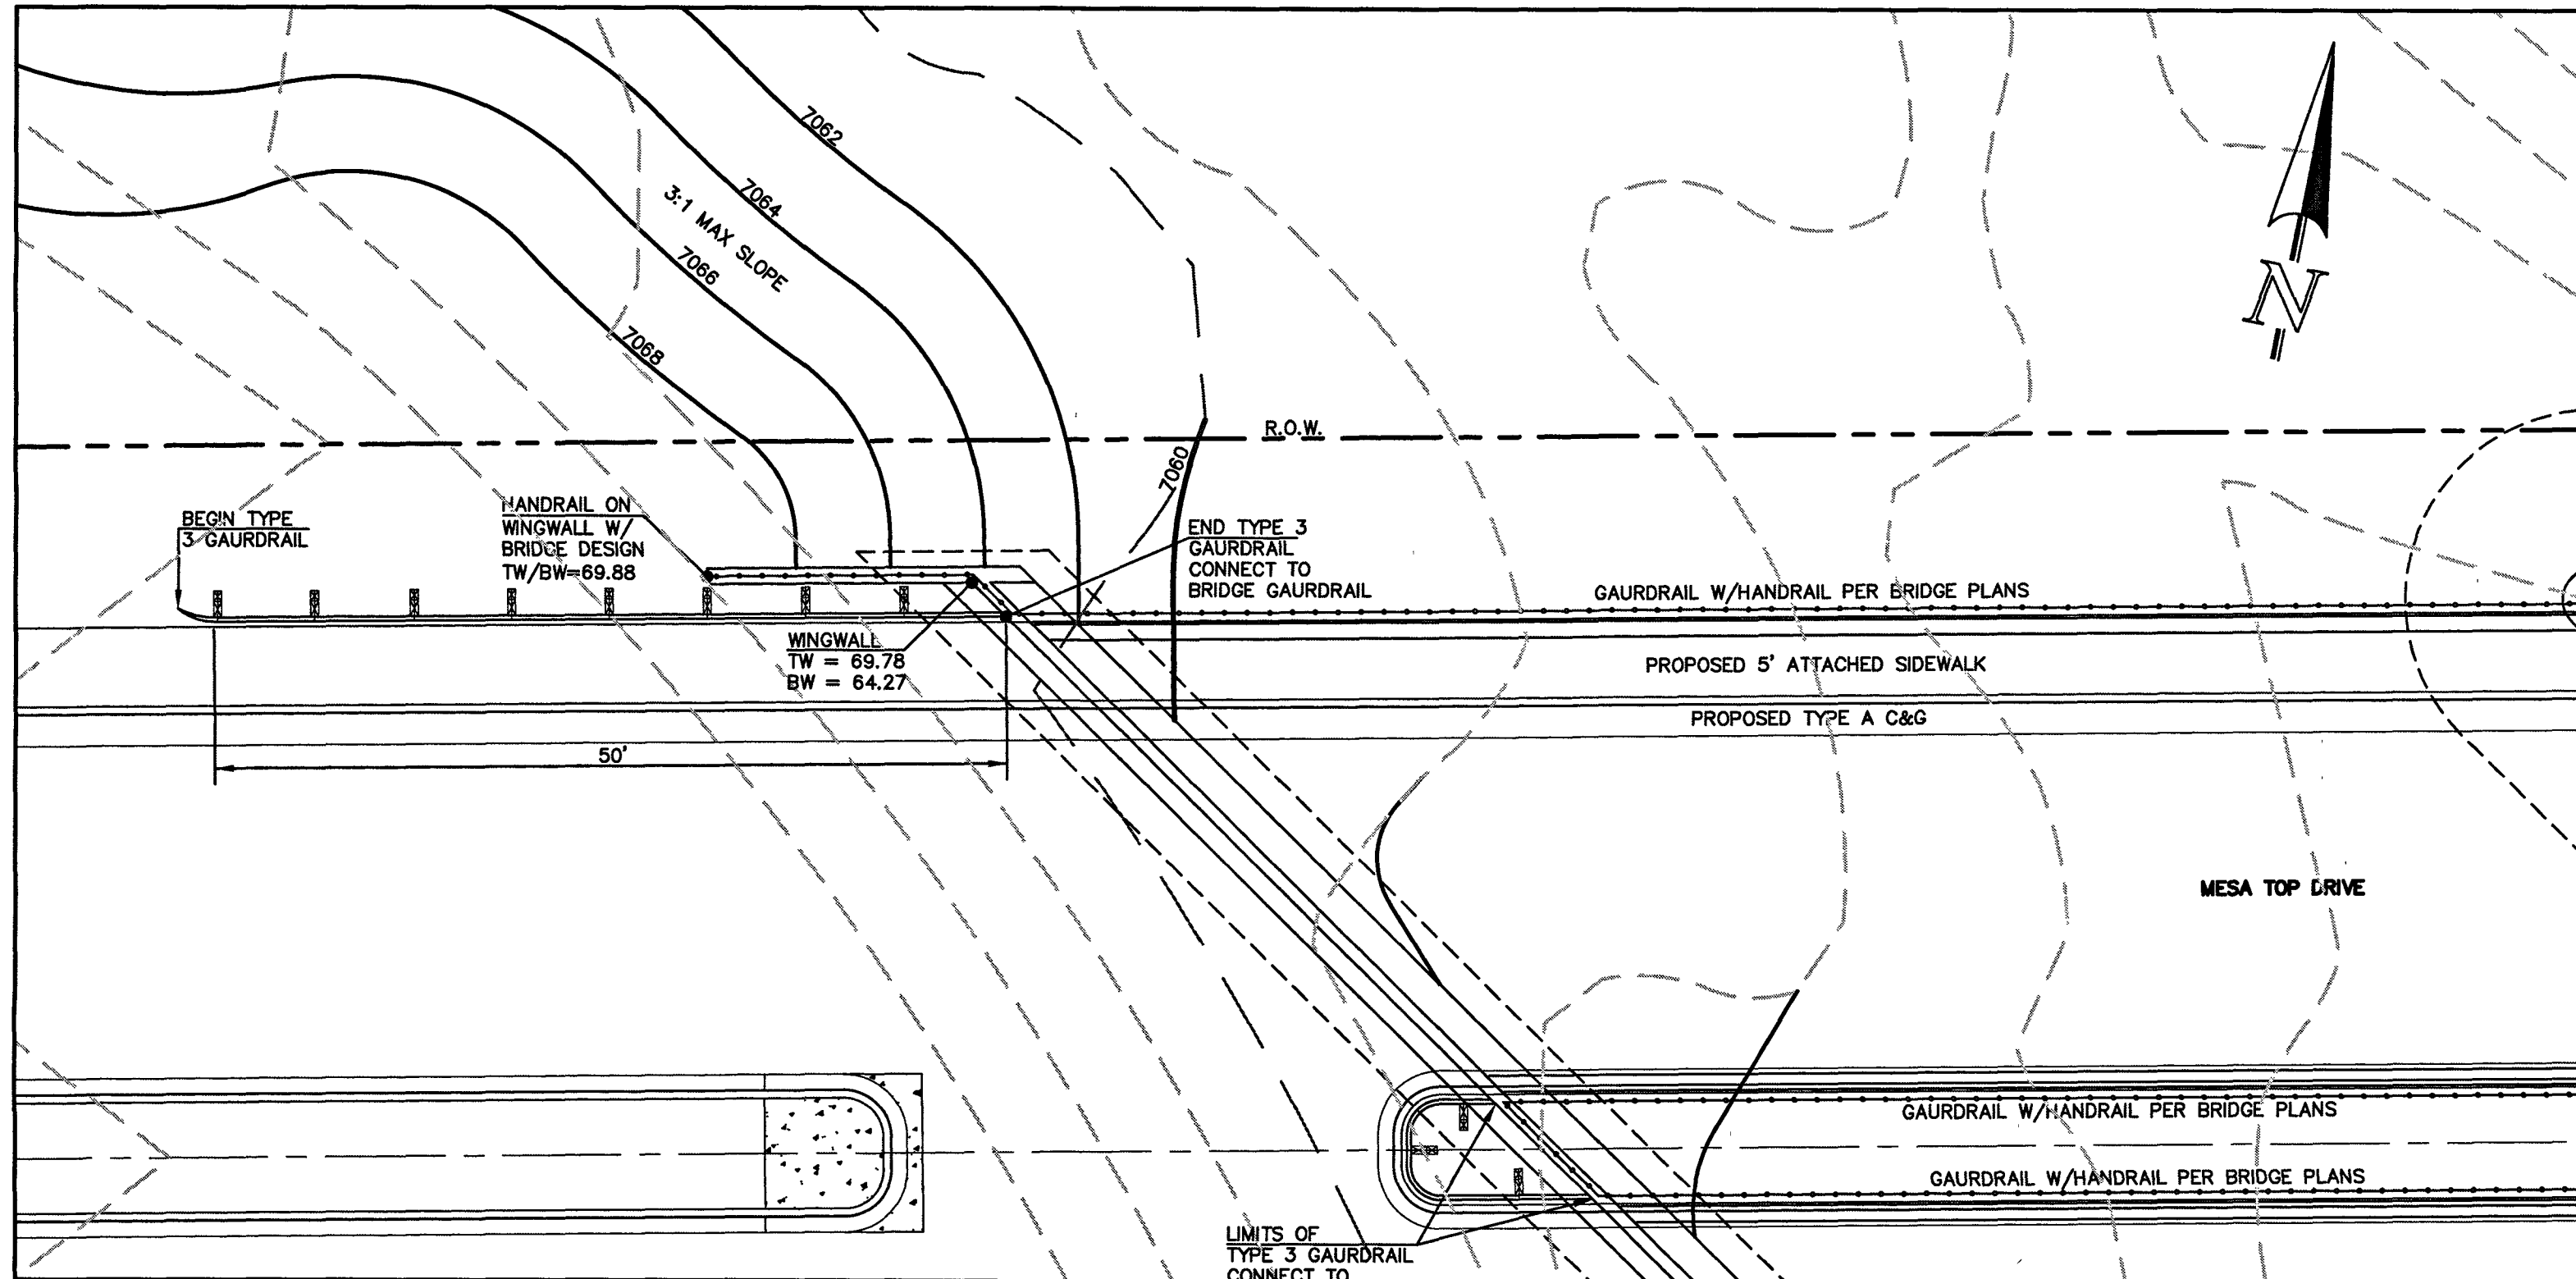 7062
7064
3:1 MAX SLOPE
7066
7068
N
R.O.W.
7060
BEGIN TYPE
3 GAURDRAIL
HANDRAIL ON
WINGWALL W/
BRIDGE DESIGN
TW/BW=69.88
END TYPE 3
GAURDRAIL
CONNECT TO
BRIDGE GAURDRAIL
GAURDRAIL W/HANDRAIL PER BRIDGE PLANS
WINGWALL
TW = 69.78
BW = 64.27
PROPOSED 5' ATTACHED SIDEWALK
PROPOSED TYPE A C&G
50'
MESA TOP DRIVE
GAURDRAIL W/HANDRAIL PER BRIDGE PLANS
GAURDRAIL W/HANDRAIL PER BRIDGE PLANS
LIMITS OF
TYPE 3 GAURDRAIL
CONNECT TO